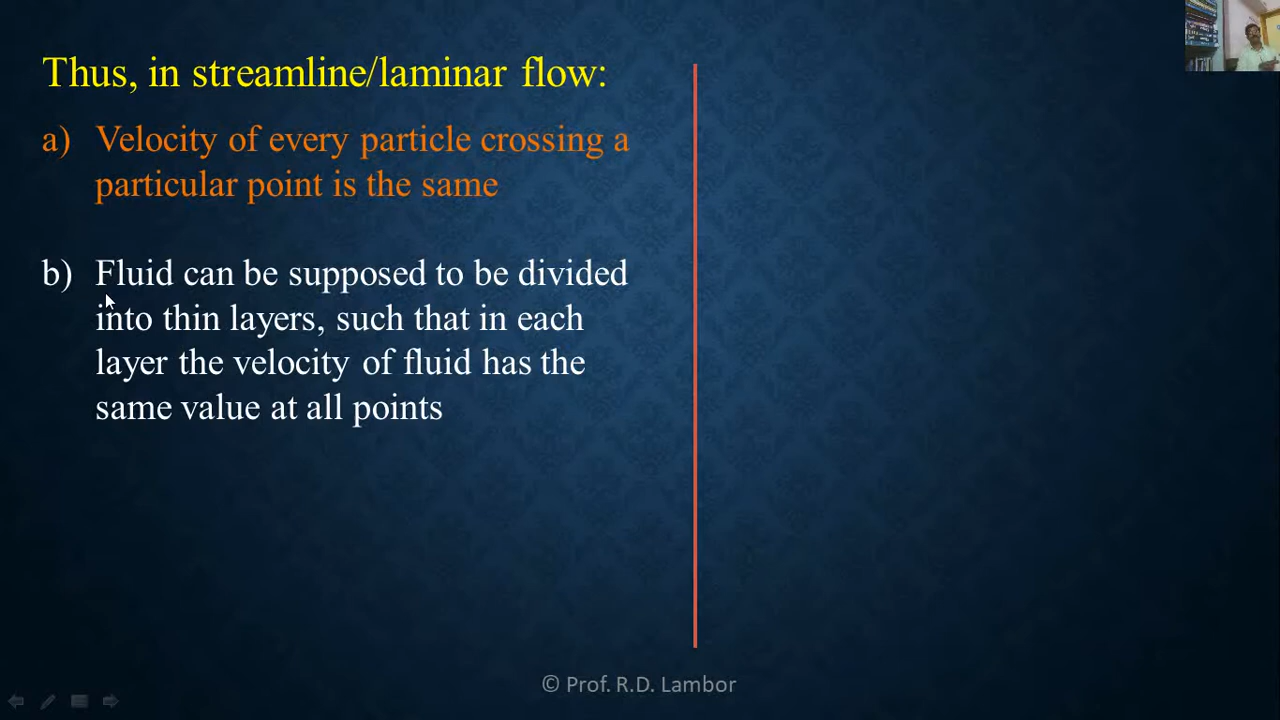 Thus, in streamline/laminar flow:
a) Velocity of every particle crossing a
particular point is the same
b) Fluid can be supposed to be divided
into thin layers, such that in each
layer the velocity of fluid has the
same value at all points
© Prof. R.D. Lambor